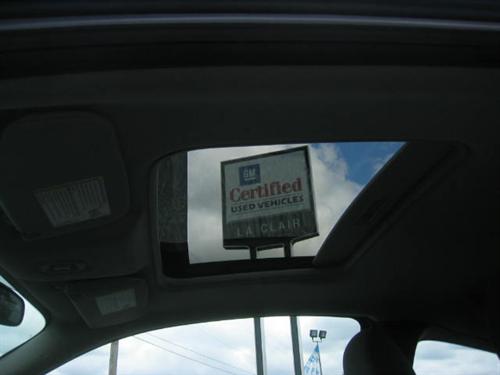 GM
Certified
USED VEHICLES
LA CLAIR